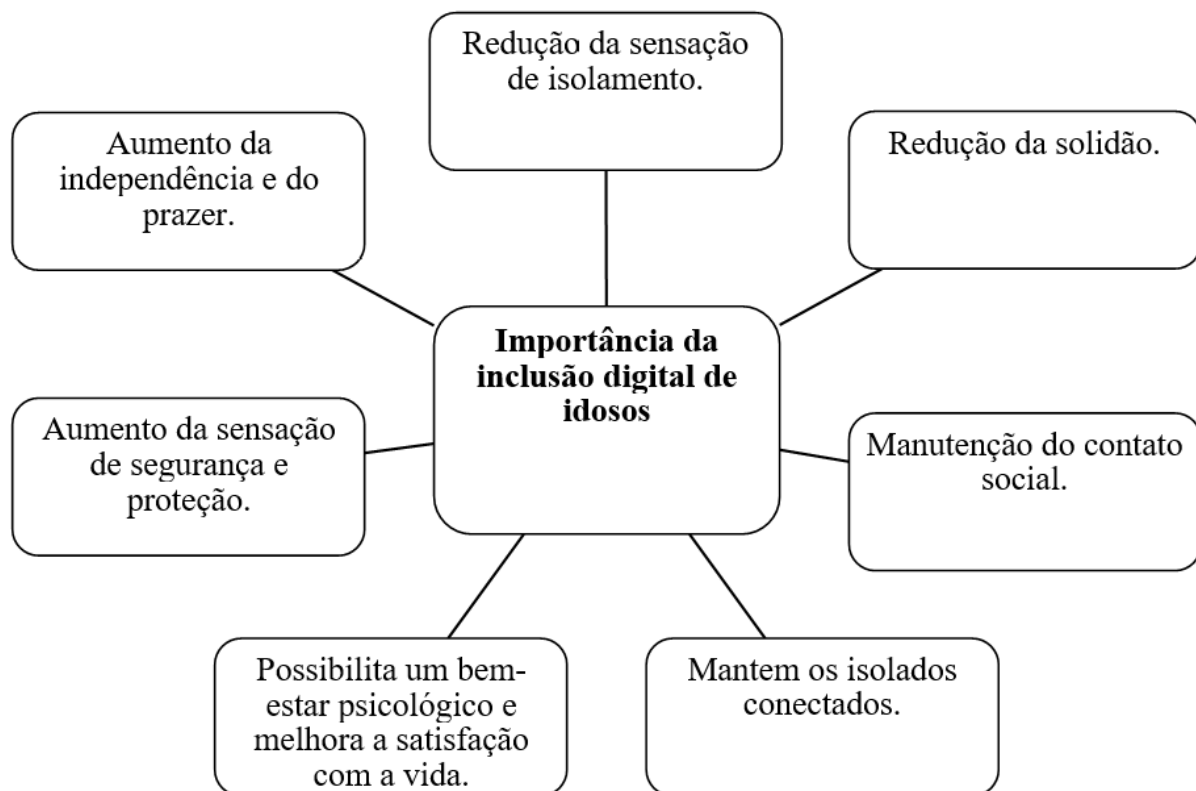 Redução da sensação
de isolamento.
Aumento da
independência e do
prazer.
Redução da solidão.
Importância da
inclusão digital de
idosos
Aumento da sensação
de segurança e
proteção.
Manutenção do contato
social.
Possibilita um bem-
estar psicológico e
melhora a satisfação
com a vida.
Mantem os isolados
conectados.